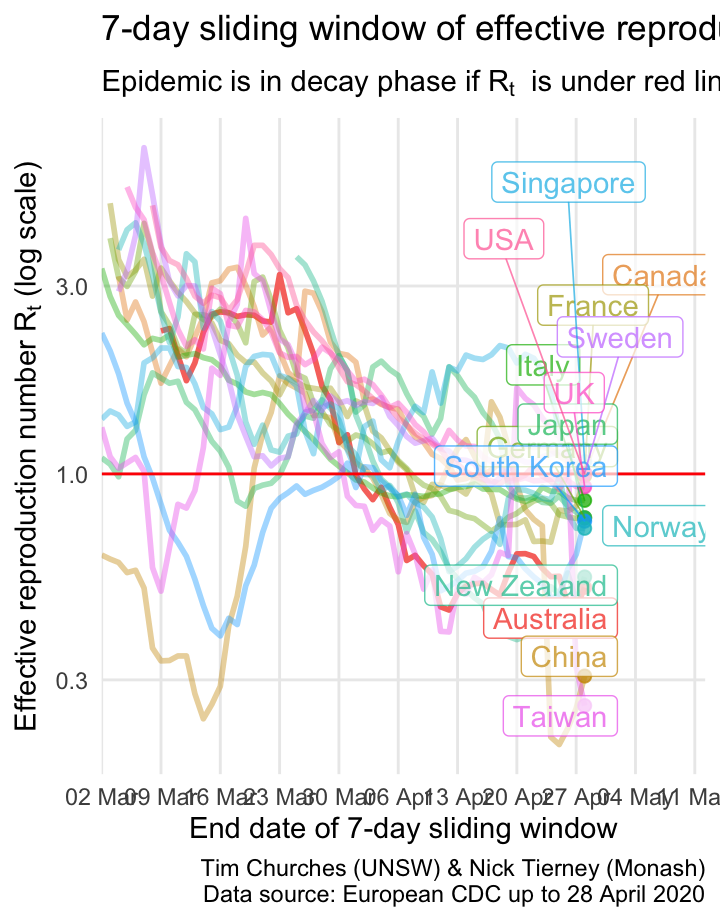 7-day sliding window of effective reprodu
Epidemic is in decay phase if Rt is under red lin
Effective reproduction number Rt (log scale)
3.0
1.0
0.3
Singapore
USA
Canada
France
Sweden
Italy
UK
Japan
Germany
South Korea
Norway
New Zealand
Australia
China
Taiwan
02 Mar
09 Mar
16 Mar
23 Mar
30 Mar
06 Apr
13 Apr
20 Apr
27 Apr
04 May
11 Ma
End date of 7-day sliding window
Tim Churches (UNSW) & Nick Tierney (Monash)
Data source: European CDC up to 28 April 2020